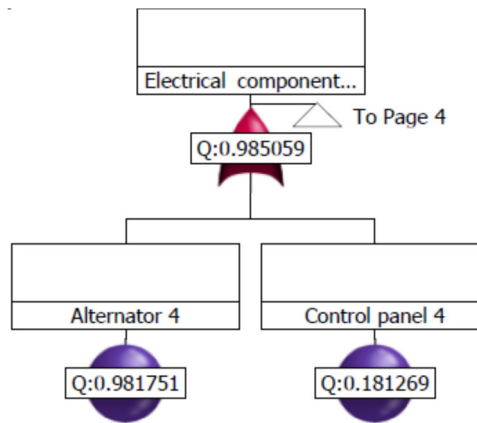 Electrical component...
To Page 4
Q:0.985059
Alternator 4
Control panel 4
Q:0.981751
Q:0.181269